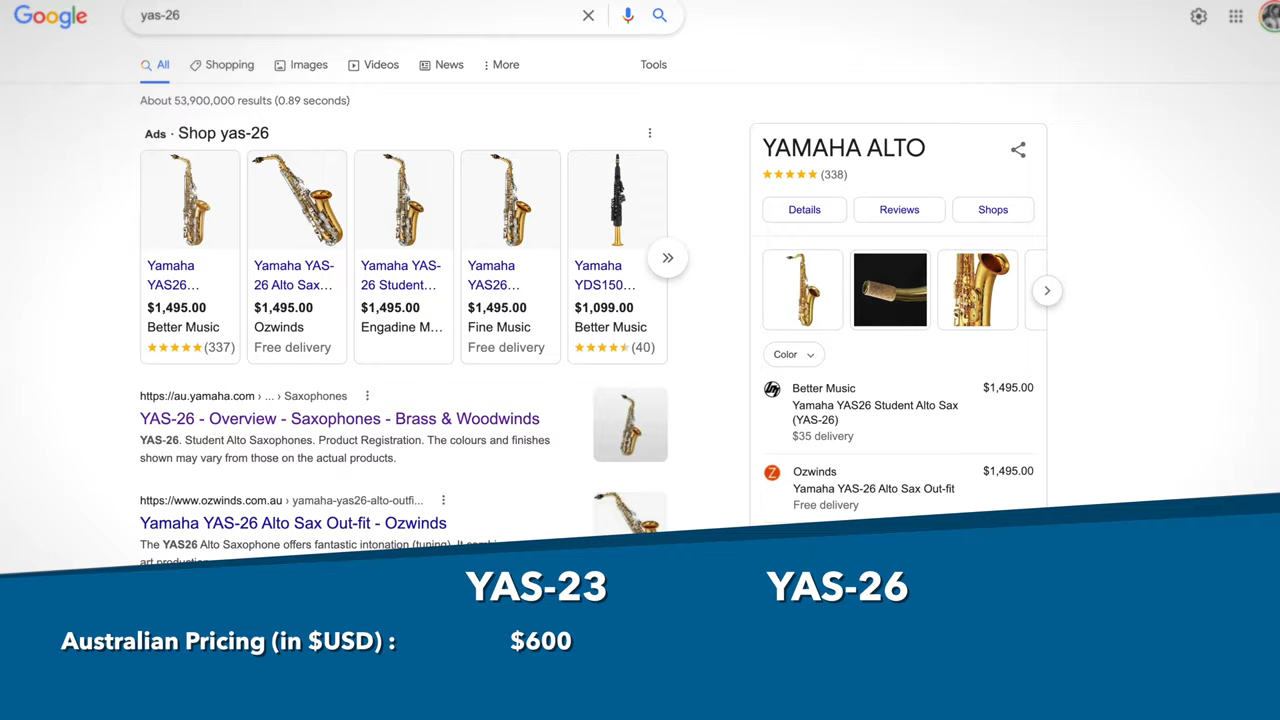 Google
yas-26
All
Shopping
Images
Videos
News
More
Tools
About 53,900,000 results (0.89 seconds)
Ads · Shop yas-26
Yamaha
YAS26...
$1,495.00
Better Music
(337)
Yamaha YAS-
26 Alto Sax...
$1,495.00
Ozwinds
Free delivery
Yamaha YAS-
26 Student...
$1,495.00
Engadine M...
Yamaha
YAS26...
$1,495.00
Fine Music
Free delivery
Yamaha
YDS150...
$1,099.00
Better Music
(40)
https://au.yamaha.com › ... › Saxophones
YAS-26 - Overview - Saxophones - Brass & Woodwinds
YAS-26. Student Alto Saxophones. Product Registration. The colours and finishes
shown may vary from those on the actual products.
https://www.ozwinds.com.au › yamaha-yas26-alto-outfi...
Yamaha YAS-26 Alto Sax Out-fit - Ozwinds
The YAS26 Alto Saxophone offers fantastic intonation (tuning). It
art production
YAMAHA ALTO
(338)
Details
Reviews
Shops
Color
Better Music
$1,495.00
Yamaha YAS26 Student Alto Sax
(YAS-26)
$35 delivery
Ozwinds
$1,495.00
Yamaha YAS-26 Alto Sax Out-fit
Free delivery
YAS-23
YAS-26
Australian Pricing (in $USD) :
$600